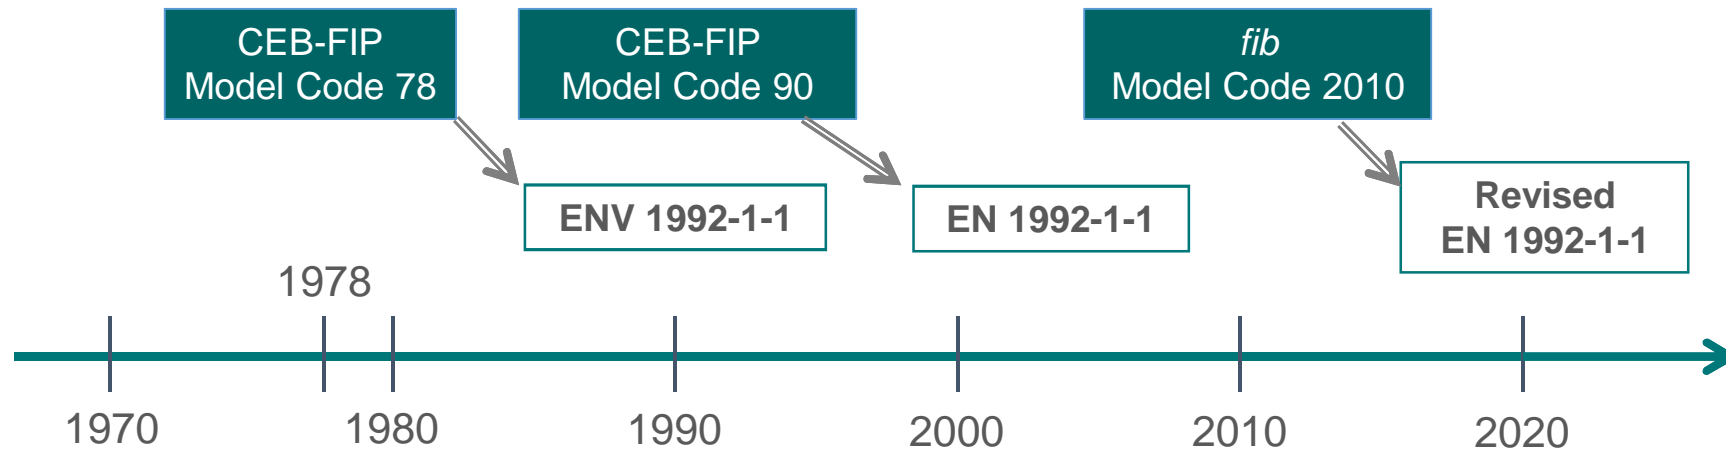 CEB-FIP
Model Code 78
CEB-FIP
Model Code 90
fib
Model Code 2010
ENV 1992-1-1
EN 1992-1-1
Revised
EN 1992-1-1
1978
1970
1980
1990
2000
2010
2020